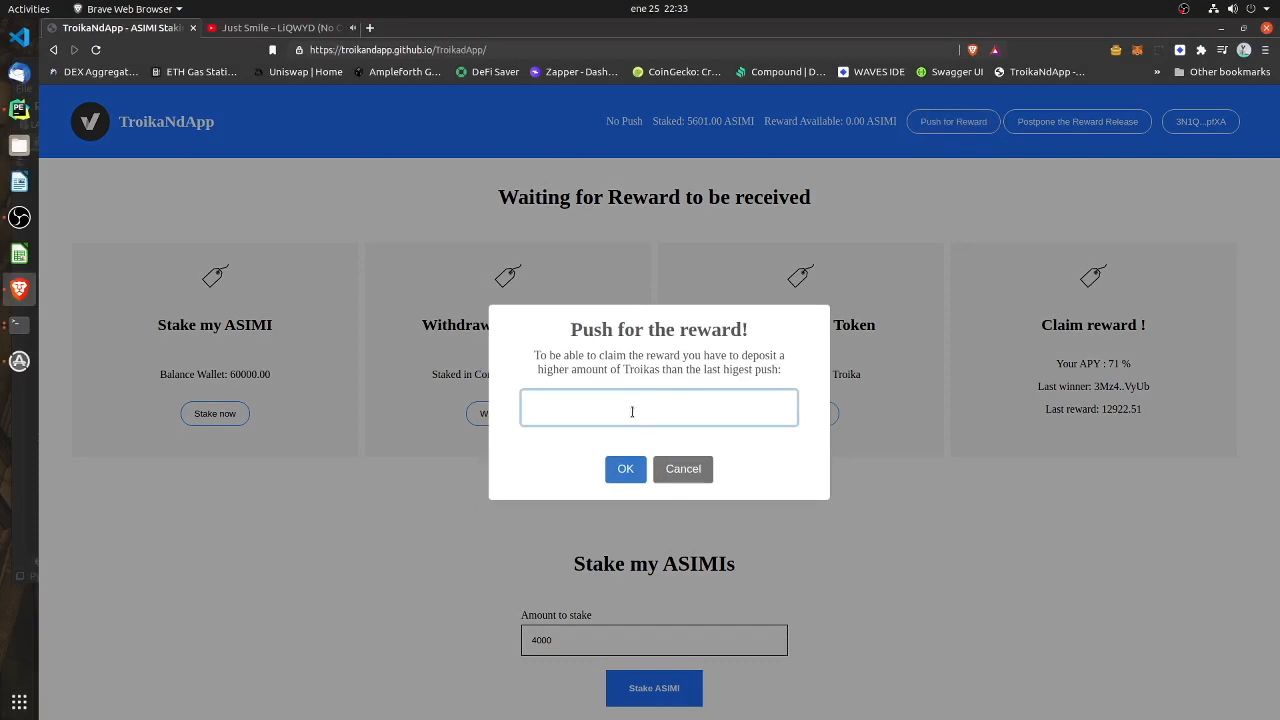 Activities
Brave Web Browser
ene 25 22:33
TroikaNdApp - ASIMI Staki
Just Smile – LiQWYD (No C
https://troikandapp.github.io/TroikadApp/
DEX Aggregat...
ETH Gas Stati...
Uniswap | Home
Ampleforth G...
DeFi Saver
Zapper - Dash...
CoinGecko: Cr...
Compound | D...
WAVES IDE
Swagger UI
TroikaNdApp -...
»
Other bookmarks
TroikaNdApp
No Push
Staked: 5601.00 ASIMI
Reward Available: 0.00 ASIMI
Push for Reward
Postpone the Reward Release
3N1Q...pfXA
Waiting for Reward to be received
Stake my ASIMI
Balance Wallet: 60000.00
Stake now
Withdraw
Staked in Con
W
Token
Troika
Claim reward !
Your APY : 71 %
Last winner: 3Mz4..VyUb
Last reward: 12922.51
Push for the reward!
To be able to claim the reward you have to deposit a
higher amount of Troikas than the last higest push:
OK
Cancel
Stake my ASIMIs
Amount to stake
4000
Stake ASIMI